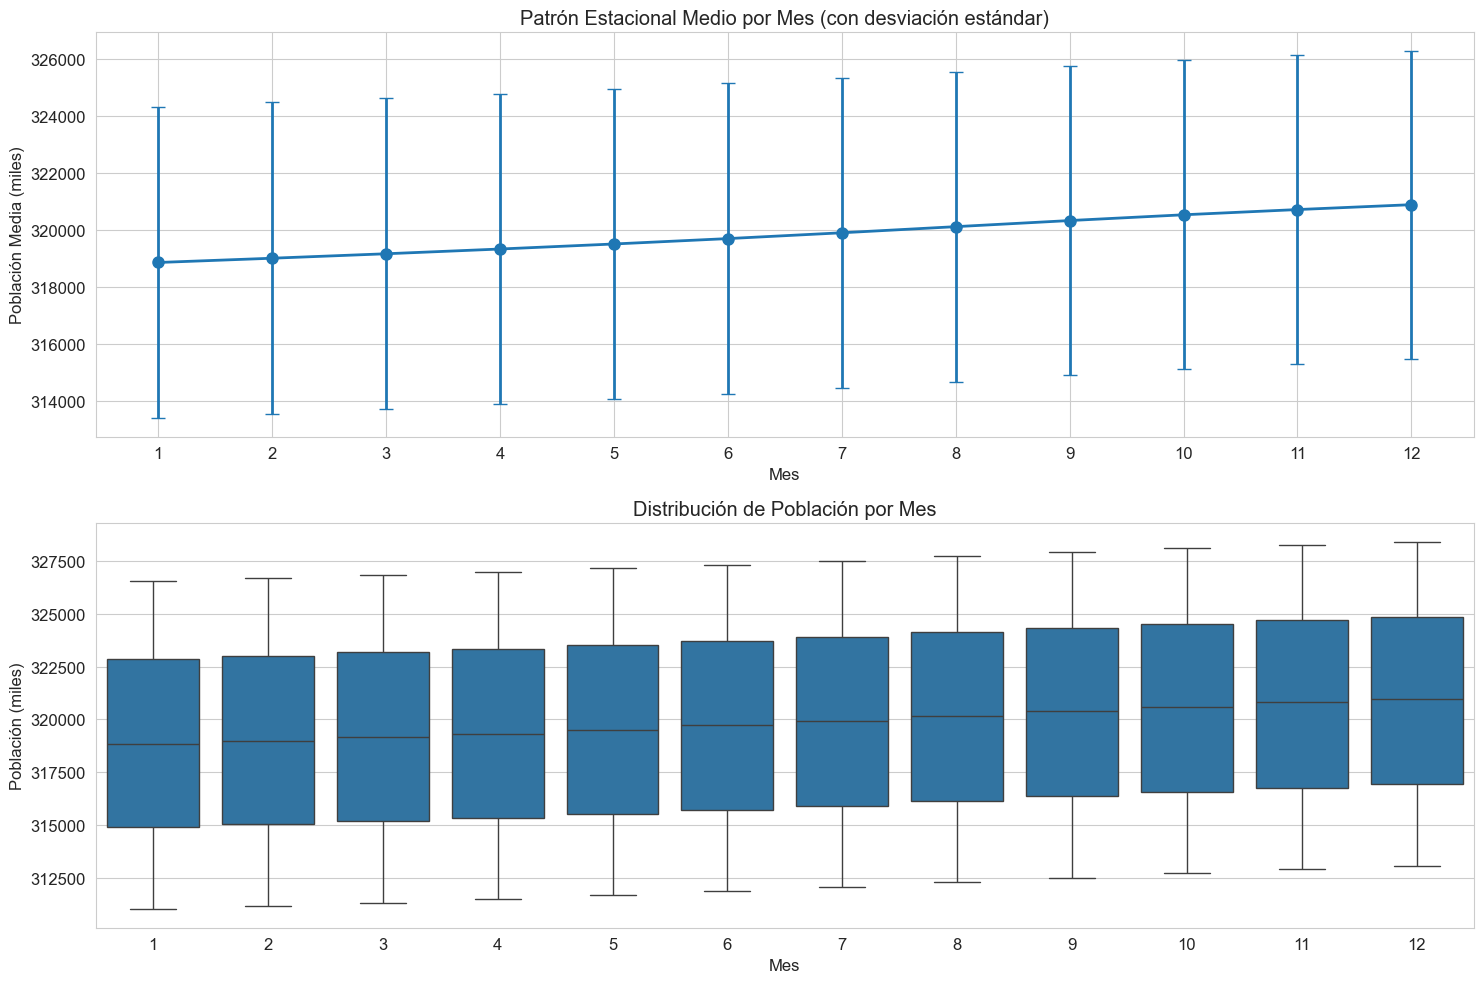 Patrón Estacional Medio por Mes (con desviación estándar)
Población Media (miles)
326000
324000
322000
320000
318000
316000
314000
1 2 3 4 5 6 7 8 9 10 11 12
Mes
Distribución de Población por Mes
Población (miles)
327500
325000
322500
320000
317500
315000
312500
1 2 3 4 5 6 7 8 9 10 11 12
Mes